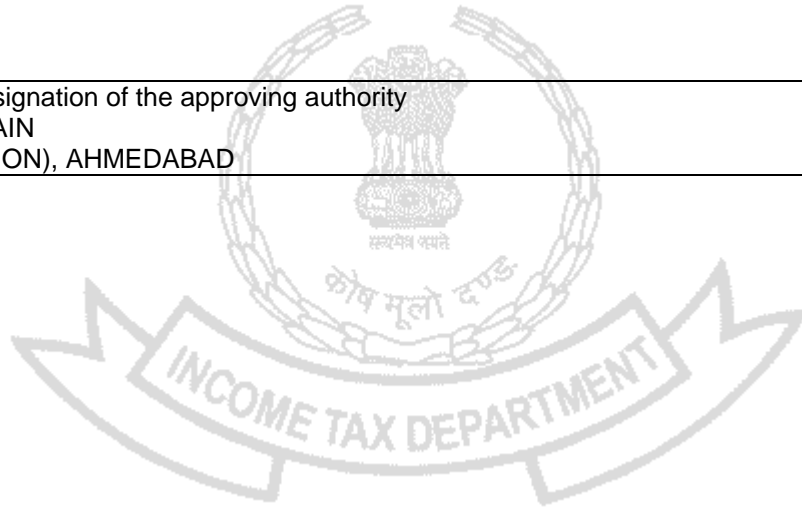 signation of the approving authority
AIN
ON), AHMEDABAD
सत्यमेव जयते
कोष मूलो दण्डः
INCOME TAX DEPARTMENT